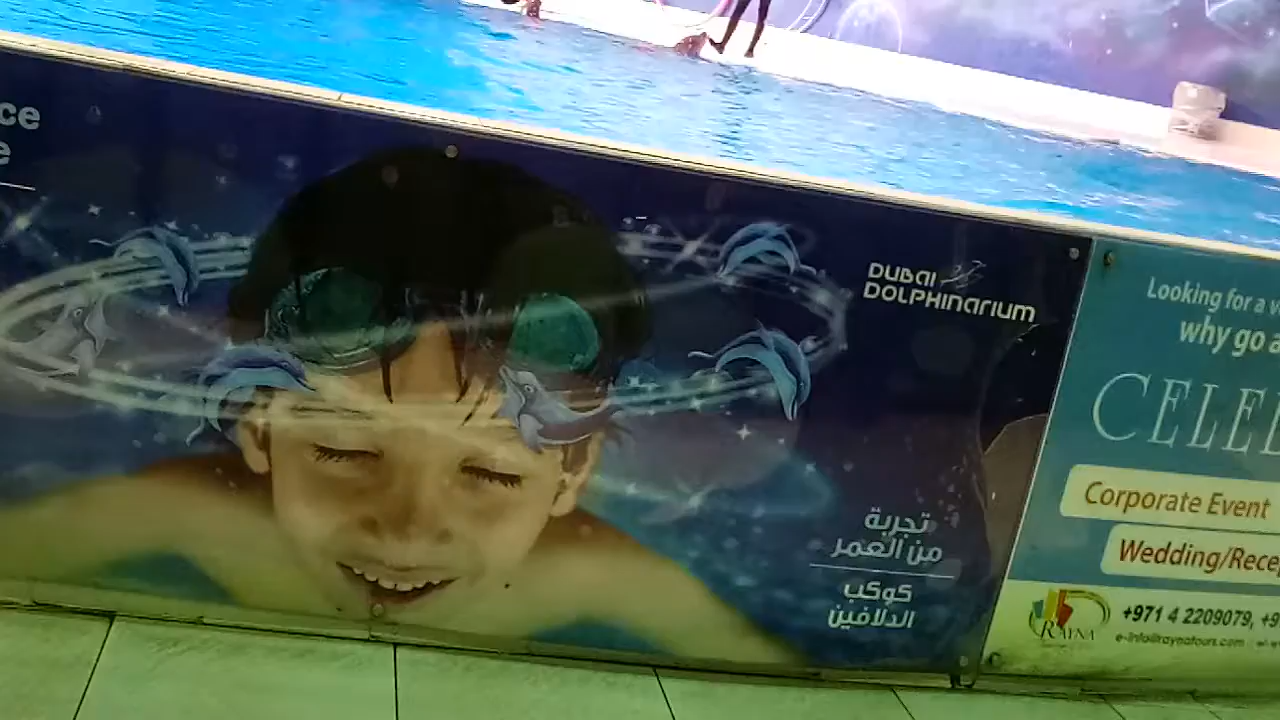 ce
e
DUBAI
DOLPHINARIUM
تجربة
من العمر
كوكب
الدلافين
Looking for a
why go a
CELEB
Corporate Event
Wedding/Rece
RAYNA
+971 4 2209079, +9
e-info@raynatours.com